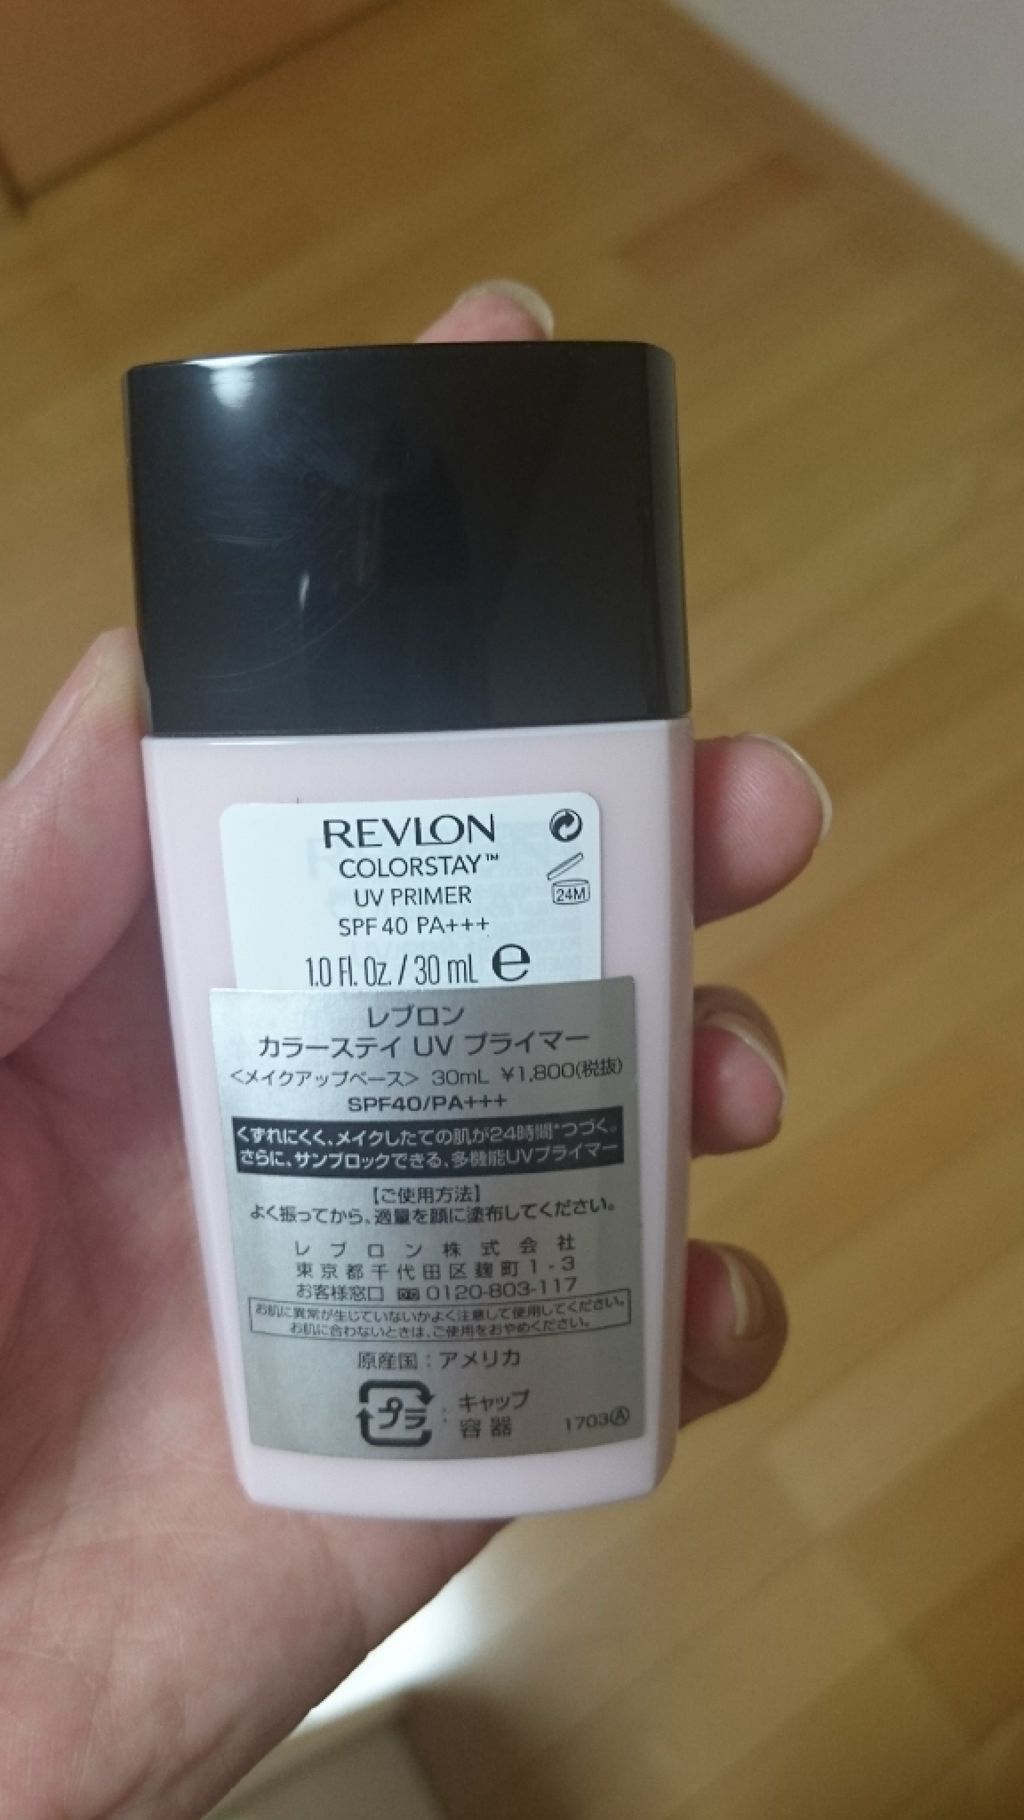 REVLON
COLORSTAY™
UV PRIMER
SPF 40 PA+++
1.0 Fl. Oz. / 30 mL e
24M
レブロン
カラーステイ UV プライマー
<メイクアップベース> 30mL ¥1,800(税抜)
SPF40/PA+++
くずれにくく、メイクしたての肌が24時間*つづく。
さらに、サンブロックできる、多機能UVプライマー
【ご使用方法】
よく振ってから、適量を顔に塗布してください。
レブロン株式会社
東京都千代田区麹町1-3
お客様窓口 0120-803-117
お肌に異常が生じていないかよく注意して使用してください。
お肌に合わないときは、ご使用をおやめください。
原産国：アメリカ
プラ : キャップ
容器
1703Ⓐ